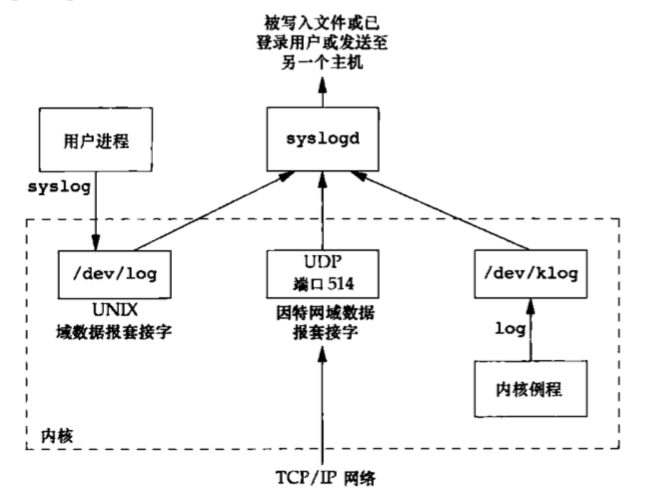 被写入文件或已
登录用户或发送至
另一个主机
用户进程
syslogd
syslog
/dev/log
UNIX
域数据报套接字
UDP
端口 514
因特网域数据
报套接字
/dev/klog
log
内核例程
内核
TCP/IP 网络